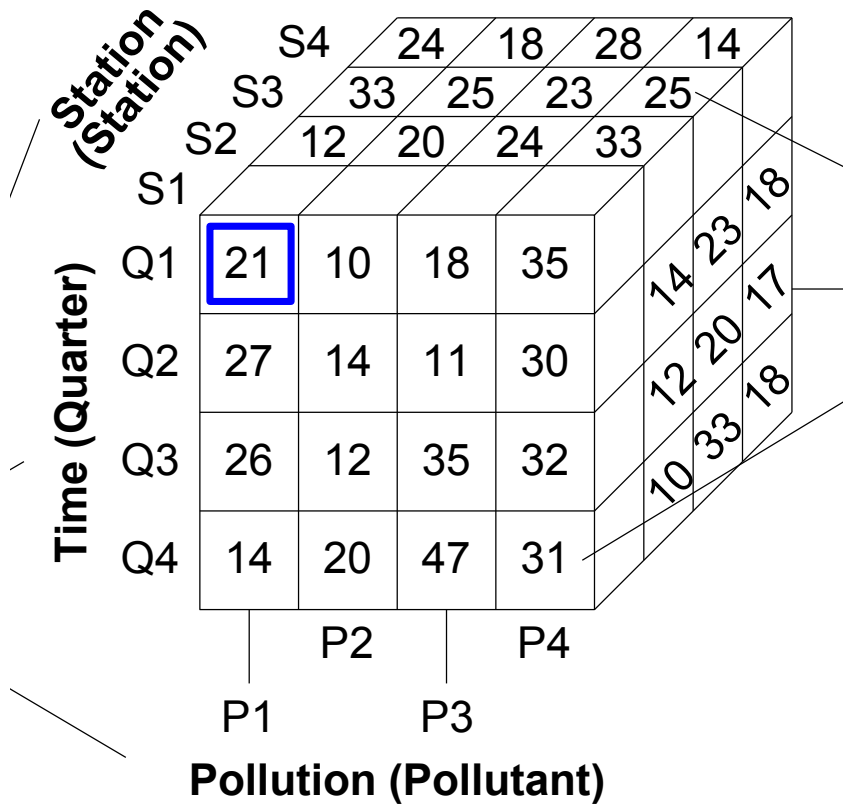 Station
(Station)
S4 24 18 28 14
S3 33 25 23 25
S2 12 20 24 33
S1
Time (Quarter)
Q1 21 10 18 35
Q2 27 14 11 30
Q3 26 12 35 32
Q4 14 20 47 31
14 23 18
12 20 17
10 33 18
P2 P4
P1 P3
Pollution (Pollutant)